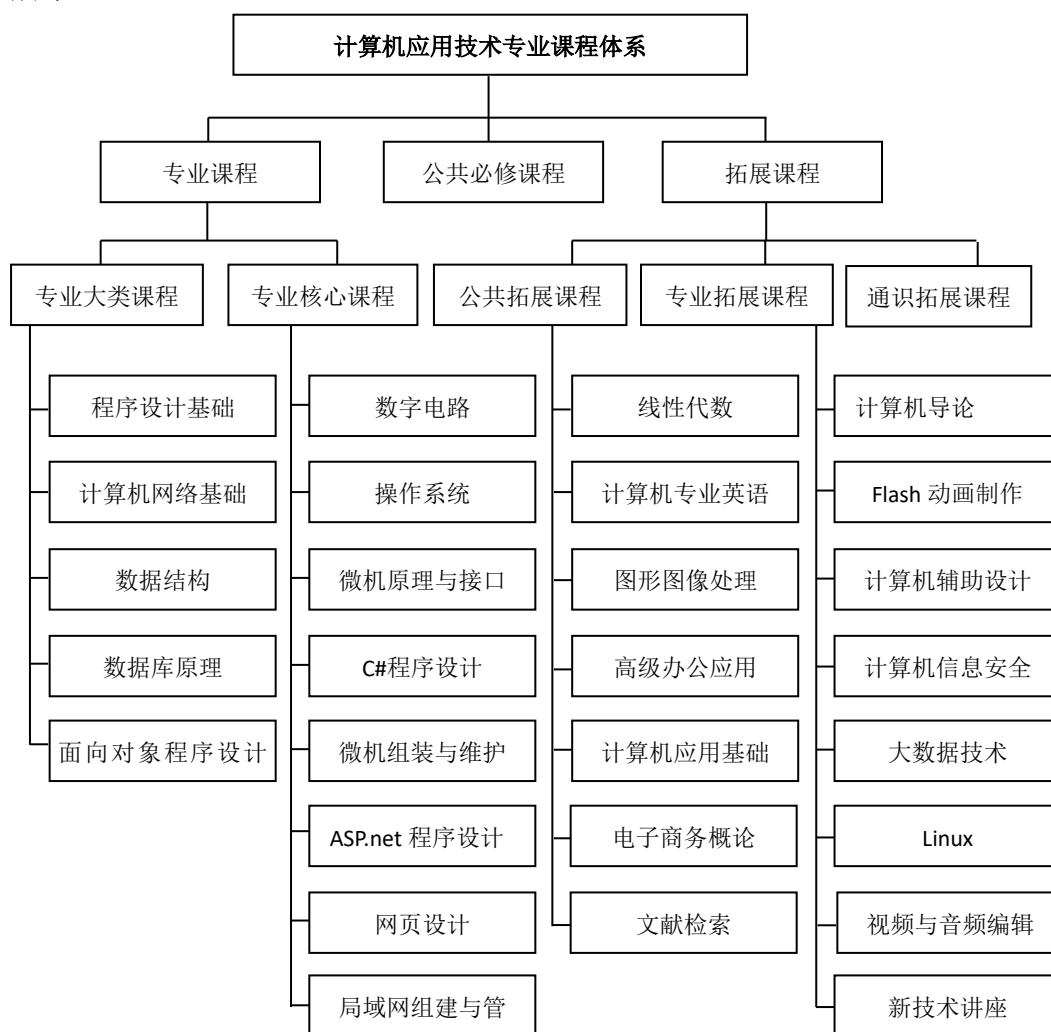 计算机应用技术专业课程体系
专业课程
公共必修课程
拓展课程
专业大类课程
专业核心课程
公共拓展课程
专业拓展课程
通识拓展课程
程序设计基础
计算机网络基础
数据结构
数据库原理
面向对象程序设计
数字电路
操作系统
微机原理与接口
C#程序设计
微机组装与维护
ASP.net 程序设计
网页设计
局域网组建与管
线性代数
计算机专业英语
图形图像处理
高级办公应用
计算机应用基础
电子商务概论
文献检索
计算机导论
Flash 动画制作
计算机辅助设计
计算机信息安全
大数据技术
Linux
视频与音频编辑
新技术讲座